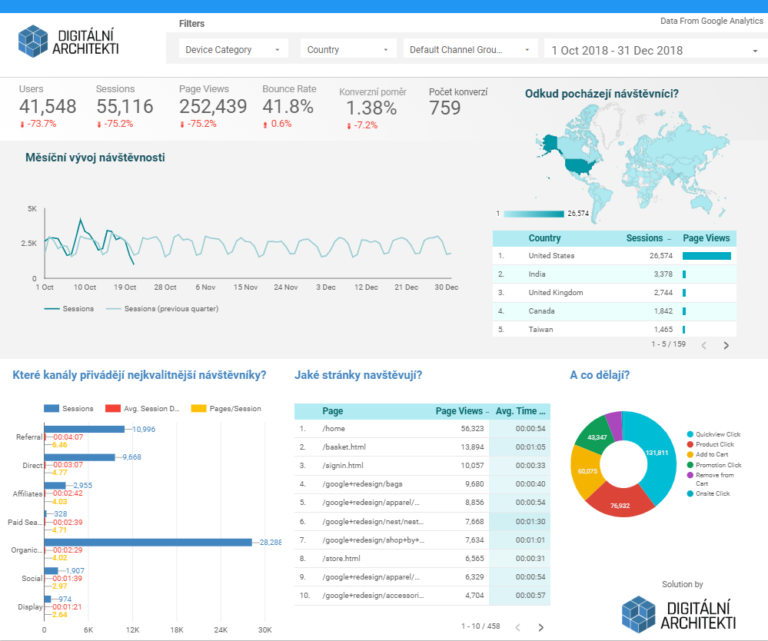 DIGITÁLNÍ
ARCHITEKTI
Filters
Data From Google Analytics
Device Category
Country
Default Channel Grou...
1 Oct 2018 - 31 Dec 2018
Users
41,548
-73.7%
Sessions
55,116
-75.2%
Page Views
252,439
-75.2%
Bounce Rate
41.8%
0.6%
Konverzní poměr
1.38%
-7.2%
Počet konverzí
759
Odkud pocházejí návštěvníci?
1
26,574
Měsíční vývoj návštěvnosti
5K
2.5K
0
1 Oct 10 Oct 19 Oct 28 Oct 6 Nov 15 Nov 24 Nov 3 Dec 12 Dec 21 Dec 30 Dec
Sessions Sessions (previous quarter)
Country Sessions Page Views
1. United States 26,574
2. India 3,378
3. United Kingdom 2,744
4. Canada 1,842
5. Taiwan 1,465
1 - 5 / 159 < >
Které kanály přivádějí nejkvalitnější návštěvníky?
Sessions Avg. Session D... Pages/Session
Referral 10,996
00:04:07
6.46
Direct 9,668
00:03:07
4.77
Affiliates 2,955
00:02:42
4.03
Paid Sea... 328
00:02:39
4.71
Organic... 28,288
00:02:29
4.02
Social 1,907
00:01:39
2.97
Display 974
00:01:21
2.64
0 6K 12K 18K 24K 30K
Jaké stránky navštěvují?
Page Page Views Avg. Time ...
1. /home 56,323 00:00:54
2. /basket.html 13,894 00:01:05
3. /signin.html 10,057 00:00:33
4. /google+redesign/bags 9,680 00:00:40
5. /google+redesign/apparel/... 8,856 00:00:54
6. /google+redesign/nest/nest... 7,668 00:01:30
7. /google+redesign/shop+by+... 7,634 00:01:01
8. /store.html 6,565 00:00:31
9. /google+redesign/apparel/... 6,329 00:00:54
10. /google+redesign/accessori... 4,704 00:00:57
1 - 10 / 458 < >
A co dělají?
131,811
76,932
60,075
43,347
Quickview Click
Product Click
Add to Cart
Promotion Click
Remove from
Cart
Onsite Click
Solution by
DIGITÁLNÍ
ARCHITEKTI